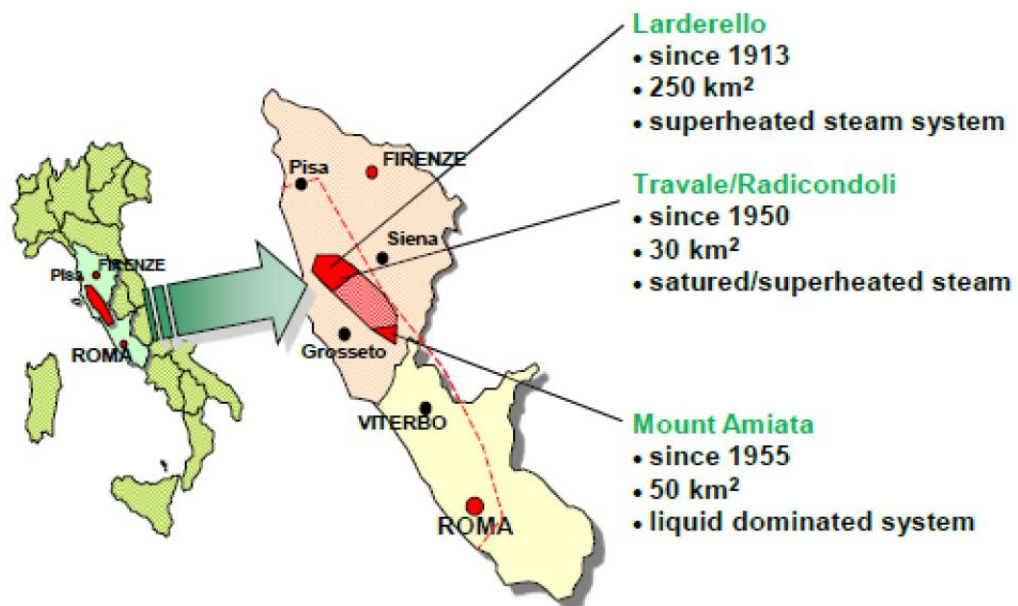 Larderello
• since 1913
• 250 km²
• superheated steam system
Travale/Radicondoli
• since 1950
• 30 km²
• satured/superheated steam
Mount Amiata
• since 1955
• 50 km²
• liquid dominated system
FIRENZE
Pisa
Siena
Grosseto
VITERBO
ROMA
FIRENZE
Pisa
ROMA